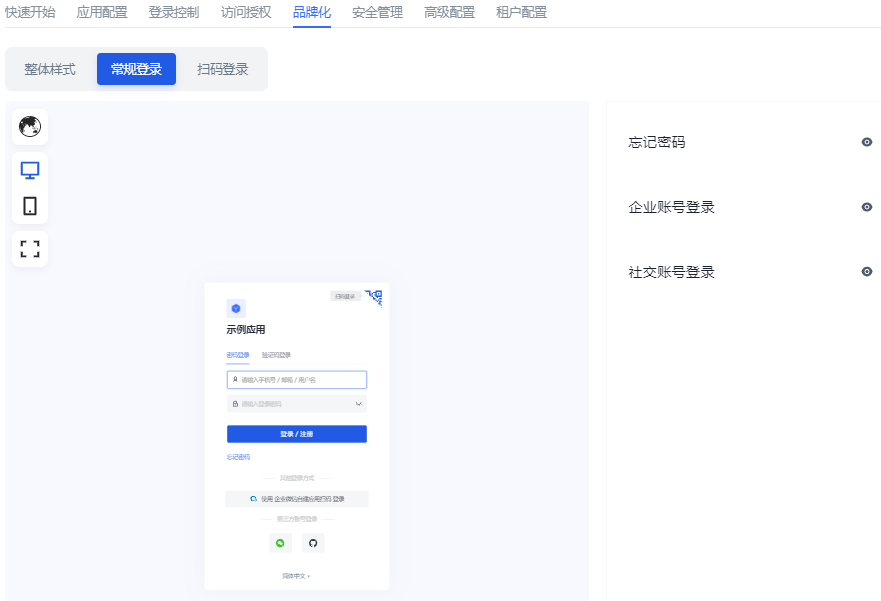 快速开始 应用配置 登录控制 访问授权 品牌化 安全管理 高级配置 租户配置
整体样式 常规登录 扫码登录
忘记密码
企业账号登录
社交账号登录
扫码登录
示例应用
密码登录 验证码登录
请输入手机号 / 邮箱 / 用户名
请输入登录密码
登录 / 注册
忘记密码
其他登录方式
使用 企业微信自建应用扫码 登录
第三方账号登录
简体中文